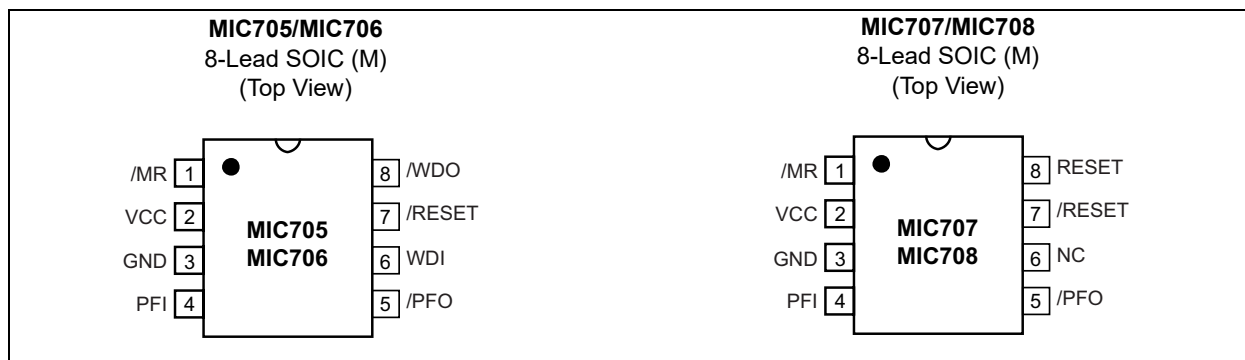 MIC705/MIC706
8-Lead SOIC (M)
(Top View)
/MR 1
8 /WDO
VCC 2
7 /RESET
MIC705
MIC706
GND 3
6 WDI
PFI 4
5 /PFO
MIC707/MIC708
8-Lead SOIC (M)
(Top View)
/MR 1
8 RESET
VCC 2
7 /RESET
MIC707
MIC708
GND 3
6 NC
PFI 4
5 /PFO